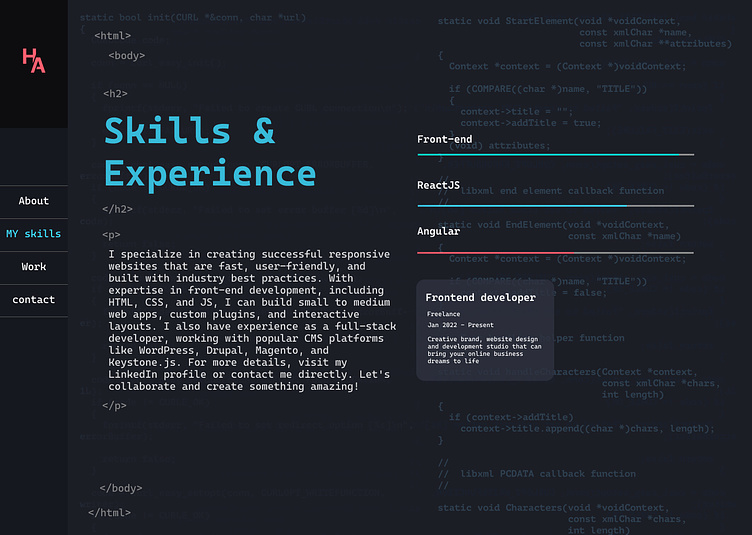 HA
About
MY skills
Work
contact
static bool init(CURL *&conn, char *url)
{
<html>
<body>
<h2>
Skills &
Experience
</h2>
<p>
I specialize in creating successful responsive
websites that are fast, user-friendly, and
built with industry best practices. With
expertise in front-end development, including
HTML, CSS, and JS, I can build small to medium
web apps, custom plugins, and interactive
layouts. I also have experience as a full-stack
developer, working with popular CMS platforms
like WordPress, Drupal, Magento, and
Keystone.js. For more details, visit my
LinkedIn profile or contact me directly. Let's
collaborate and create something amazing!
</p>
</body>
</html>
static void StartElement(void *voidContext,
const xmlChar *name,
const xmlChar **attributes)
{
Context *context = (Context *)voidContext;
if (COMPARE((char *)name, "TITLE"))
{
context->title = "";
context->addTitle = true;
}
Front-end
(void) attributes;
}
ReactJS
//
// libxml end element callback function
//
static void EndElement(void *voidContext,
const xmlChar *name)
Angular
{
Context *context = (Context *)voidContext;
if (COMPARE((char *)name, "TITLE"))
= false;
Frontend developer
Freelance
Jan 2022 - Present
Creative brand, website design
and development studio that can
bring your online business
dreams to life
function
(Context *context,
const xmlChar *chars,
int length)
{
if (context->addTitle)
context->title.append((char *)chars, length);
}
//
// libxml PCDATA callback function
//
static void Characters(void *voidContext,
const xmlChar *chars,
int length)